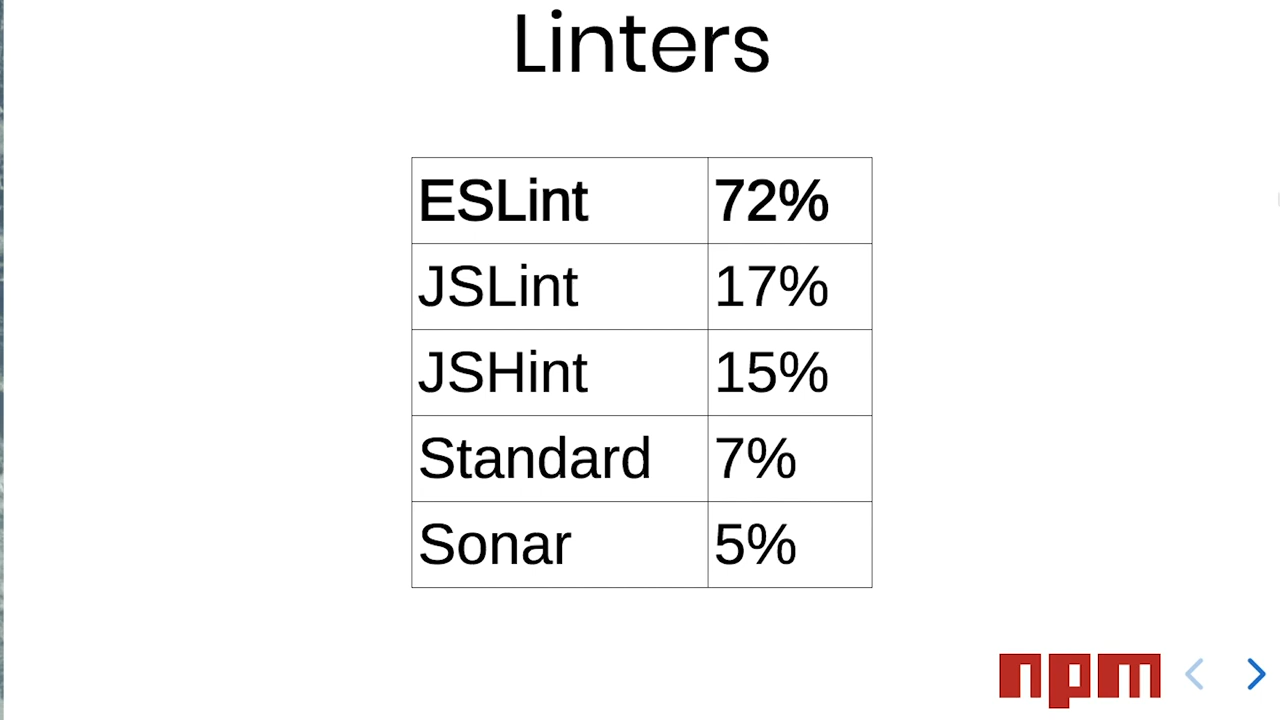 Linters
ESLint 72%
JSLint 17%
JSHint 15%
Standard 7%
Sonar 5%
npm